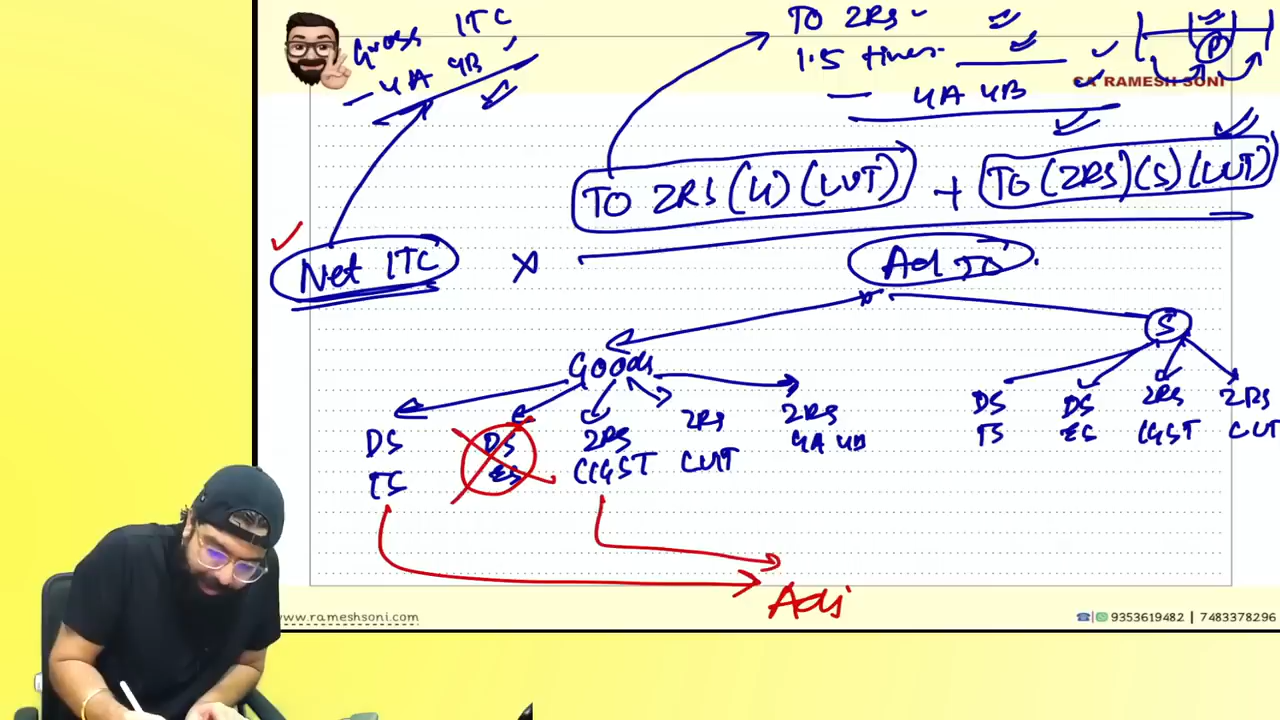 Gross ITC
- 4A 4B
TO ZRS
1.5 times
- 4A 4B
P
CA RAMESH SONI
TO ZRS (G) (LUT) + TO (ZRS) (S) (LUT)
Net ITC × Adj TO
Goods
S
DS TS
DS ES
ZRS IGST
ZRS LUT
ZRS 4A 4B
DS TS
DS ES
ZRS IGST
ZRS LUT
Adj
www.rameshsoni.com
9353619482 | 7483378296